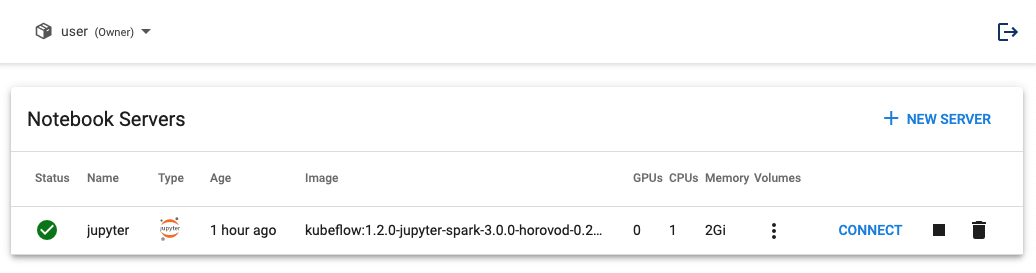 user (Owner)
Notebook Servers
NEW SERVER
Status Name Type Age Image GPUs CPUs Memory Volumes
jupyter jupyter 1 hour ago kubeflow:1.2.0-jupyter-spark-3.0.0-horovod-0.2... 0 1 2Gi CONNECT